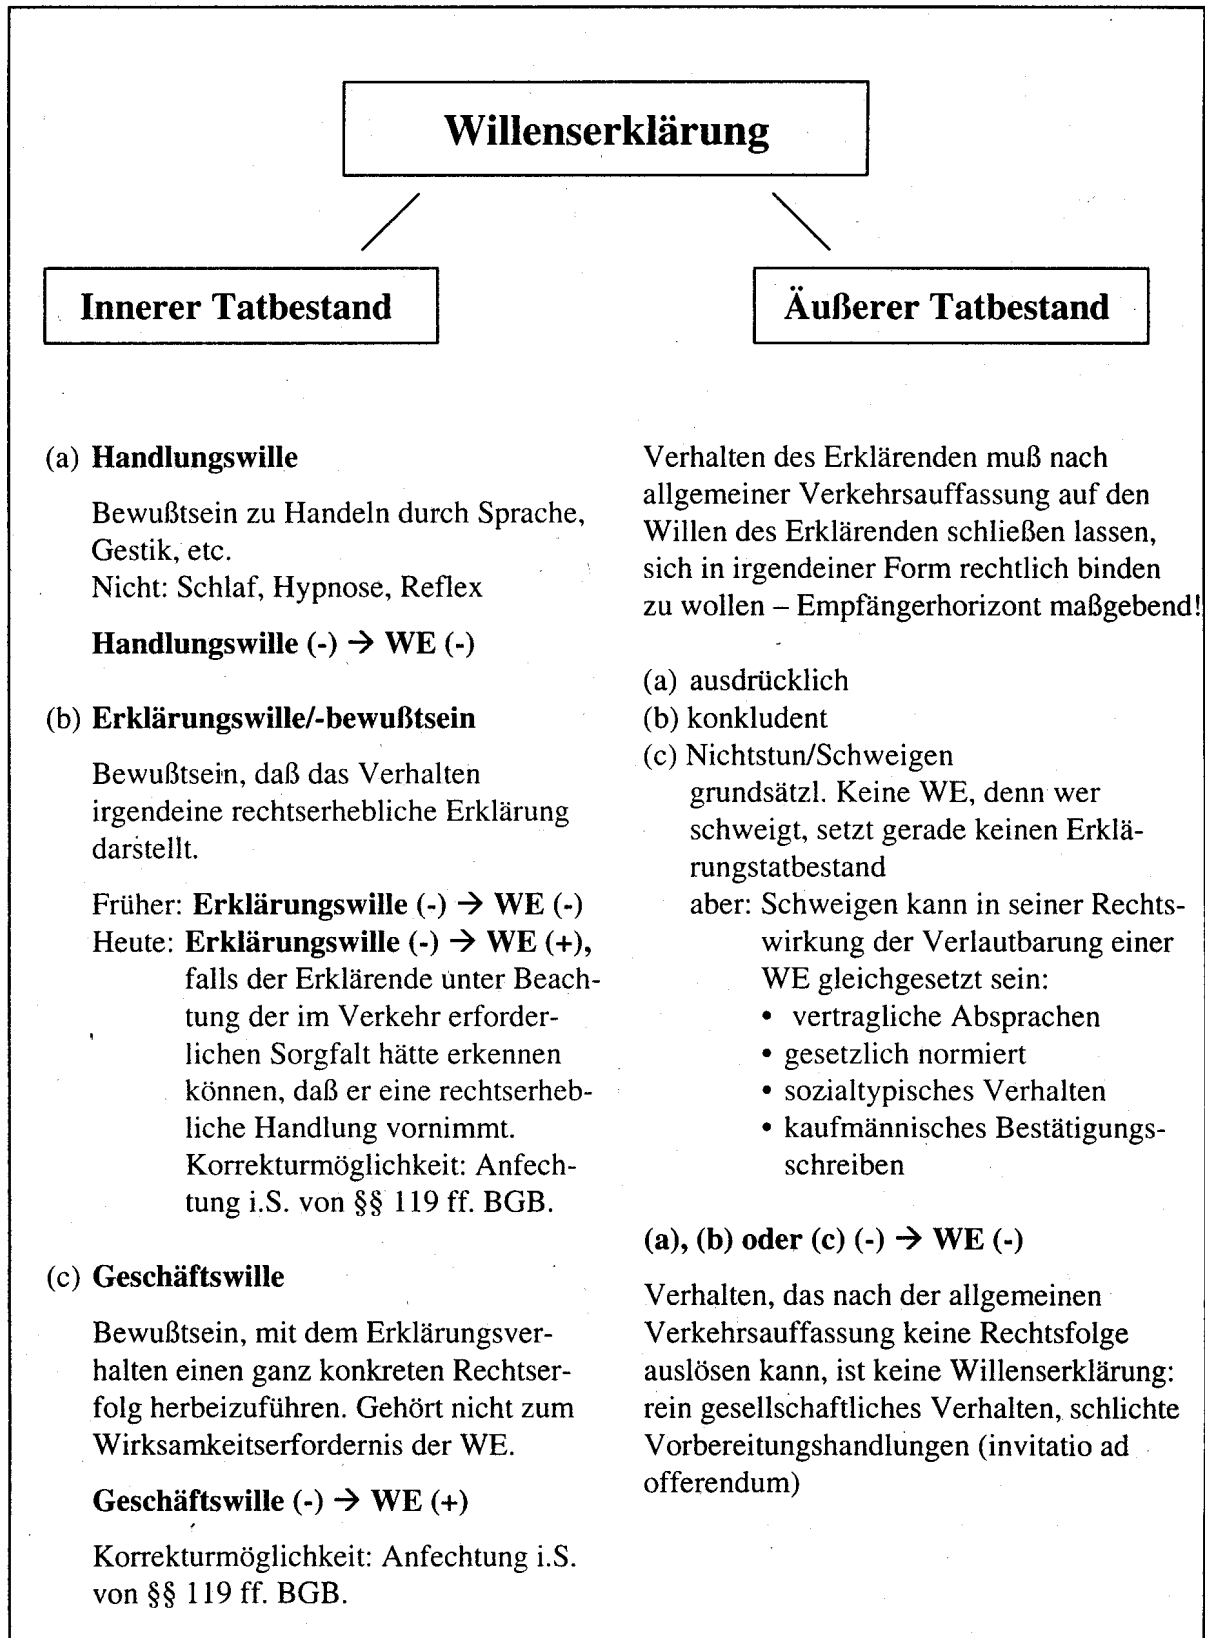 Willenserklärung
Innerer Tatbestand
Äußerer Tatbestand
(a) Handlungswille
Bewußtsein zu Handeln durch Sprache,
Gestik, etc.
Nicht: Schlaf, Hypnose, Reflex
Handlungswille (-) → WE (-)
(b) Erklärungswille/-bewußtsein
Bewußtsein, daß das Verhalten
irgendeine rechtserhebliche Erklärung
darstellt.
Früher: Erklärungswille (-) → WE (-)
Heute: Erklärungswille (-) → WE (+),
falls der Erklärende unter Beach-
tung der im Verkehr erforder-
lichen Sorgfalt hätte erkennen
können, daß er eine rechtserheb-
liche Handlung vornimmt.
Korrekturmöglichkeit: Anfech-
tung i.S. von §§ 119 ff. BGB.
(c) Geschäftswille
Bewußtsein, mit dem Erklärungsver-
halten einen ganz konkreten Rechtser-
folg herbeizuführen. Gehört nicht zum
Wirksamkeitserfordernis der WE.
Geschäftswille (-) → WE (+)
Korrekturmöglichkeit: Anfechtung i.S.
von §§ 119 ff. BGB.
Verhalten des Erklärenden muß nach
allgemeiner Verkehrsauffassung auf den
Willen des Erklärenden schließen lassen,
sich in irgendeiner Form rechtlich binden
zu wollen – Empfängerhorizont maßgebend!
(a) ausdrücklich
(b) konkludent
(c) Nichtstun/Schweigen
grundsätzl. Keine WE, denn wer
schweigt, setzt gerade keinen Erklä-
rungstatbestand
aber: Schweigen kann in seiner Rechts-
wirkung der Verlautbarung einer
WE gleichgesetzt sein:
• vertragliche Absprachen
• gesetzlich normiert
• sozialtypisches Verhalten
• kaufmännisches Bestätigungs-
schreiben
(a), (b) oder (c) (-) → WE (-)
Verhalten, das nach der allgemeinen
Verkehrsauffassung keine Rechtsfolge
auslösen kann, ist keine Willenserklärung:
rein gesellschaftliches Verhalten, schlichte
Vorbereitungshandlungen (invitatio ad
offerendum)